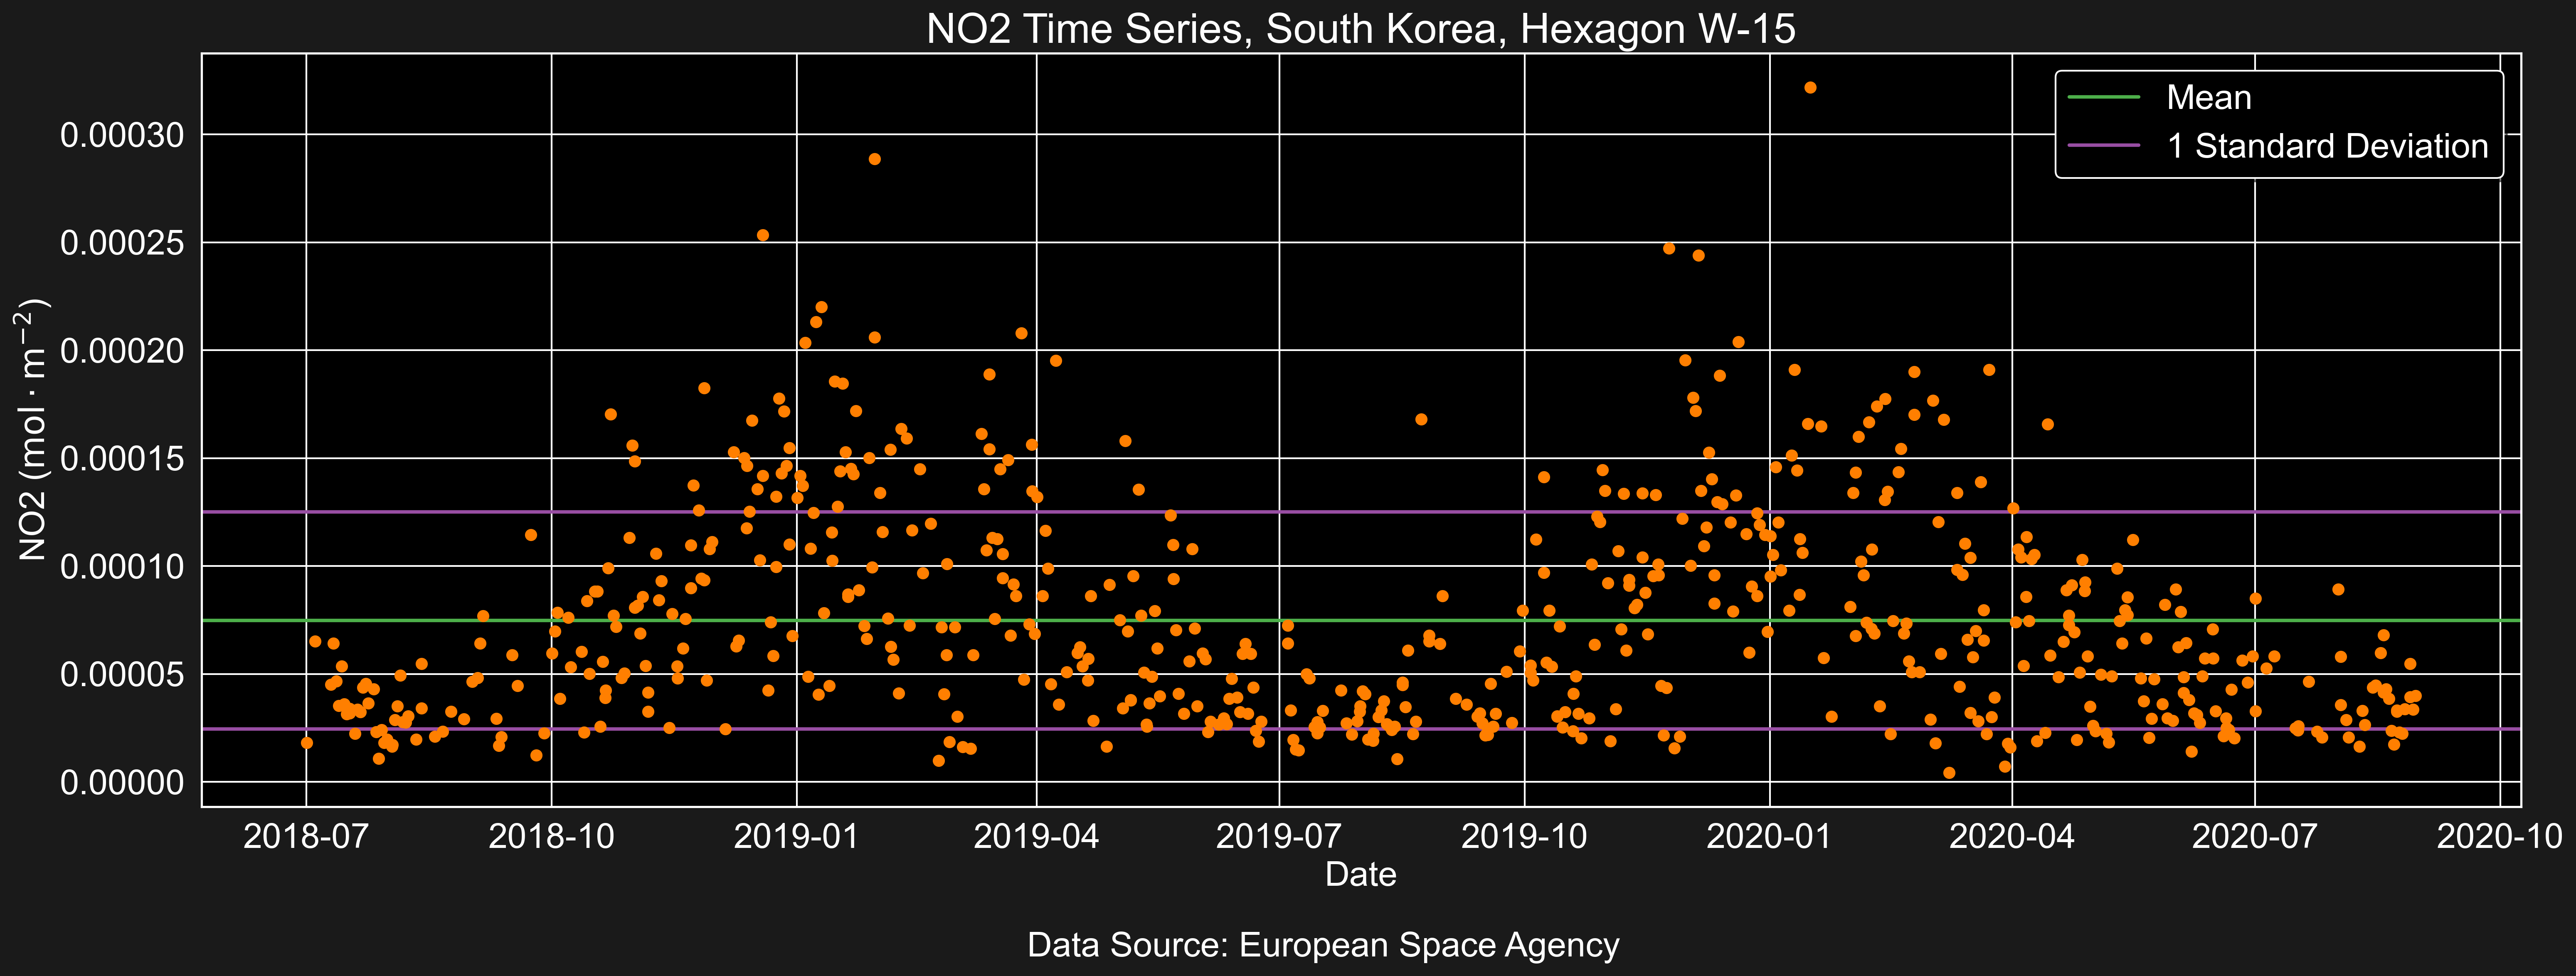 NO2 Time Series, South Korea, Hexagon W-15
Mean
1 Standard Deviation
NO2 (mol · m⁻²)
0.00030
0.00025
0.00020
0.00015
0.00010
0.00005
0.00000
2018-07 2018-10 2019-01 2019-04 2019-07 2019-10 2020-01 2020-04 2020-07 2020-10
Date
Data Source: European Space Agency